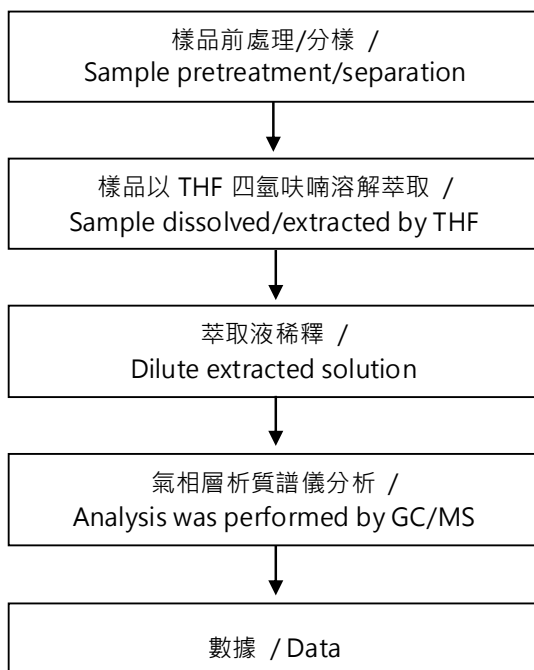 樣品前處理/分樣 /
Sample pretreatment/separation
樣品以 THF 四氫呋喃溶解萃取 /
Sample dissolved/extracted by THF
萃取液稀釋 /
Dilute extracted solution
氣相層析質譜儀分析 /
Analysis was performed by GC/MS
數據 / Data